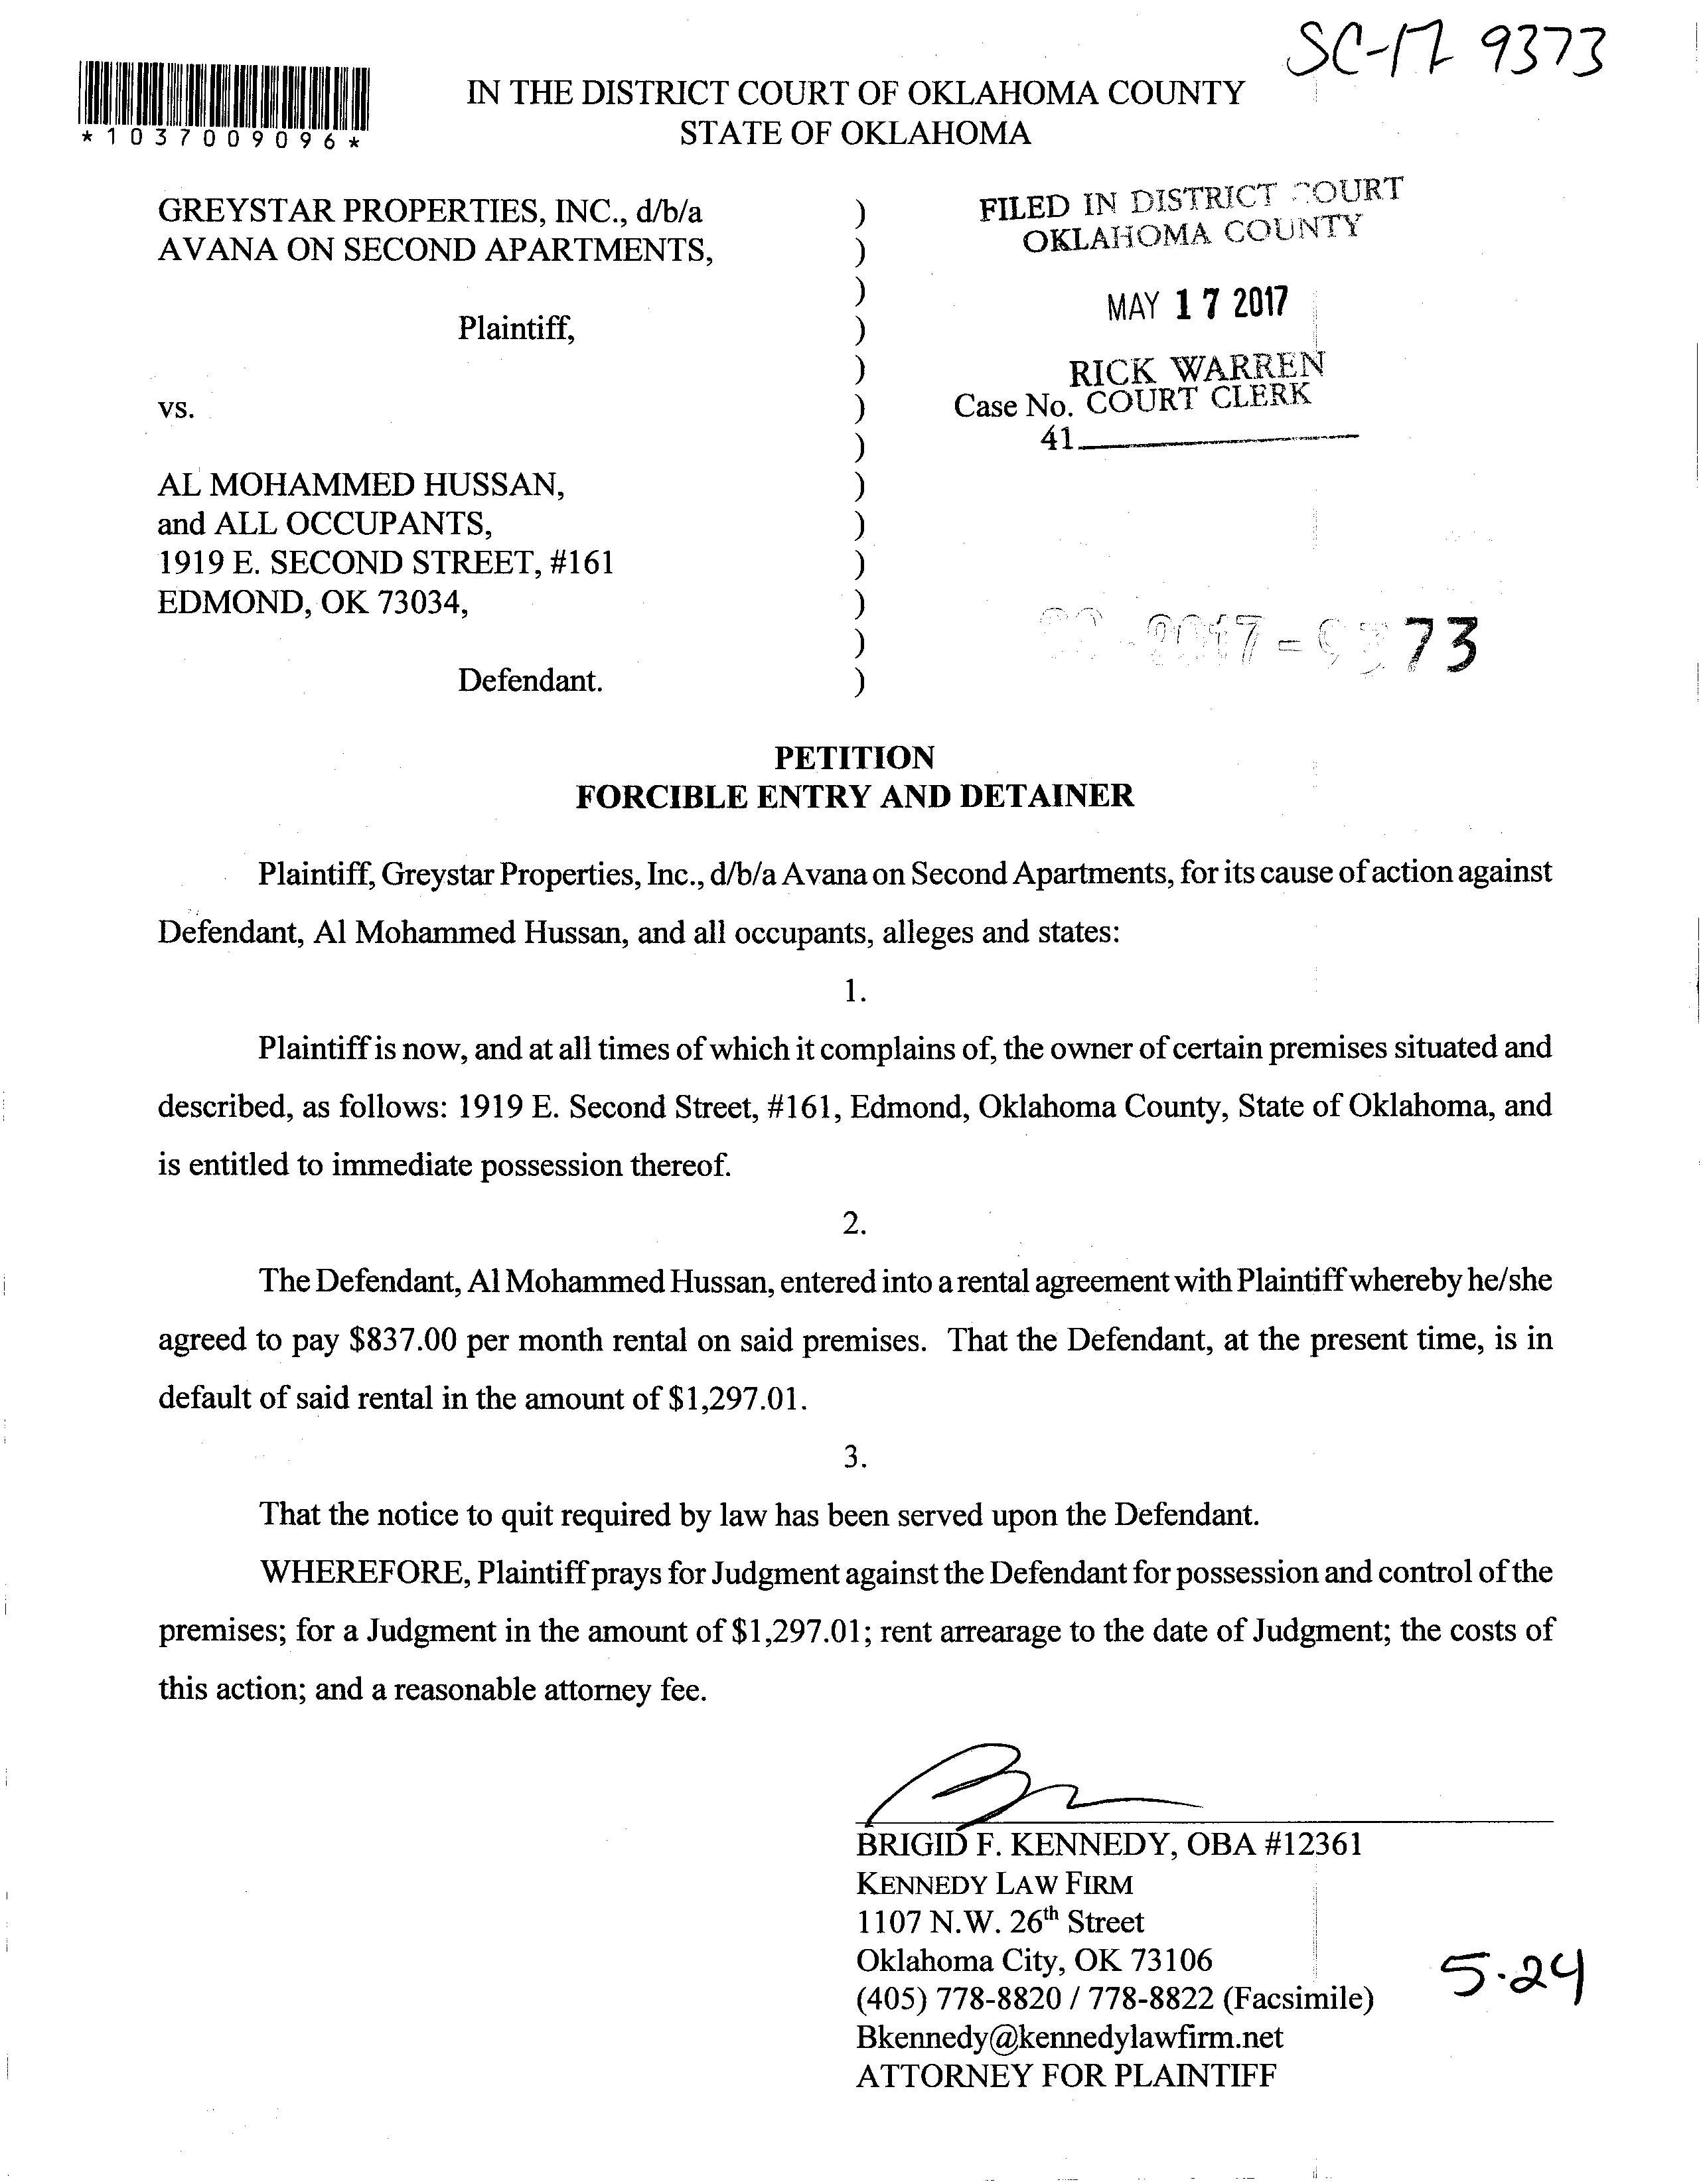 SC-17 9373
*1037009096*
IN THE DISTRICT COURT OF OKLAHOMA COUNTY
STATE OF OKLAHOMA
GREYSTAR PROPERTIES, INC., d/b/a )
AVANA ON SECOND APARTMENTS, )
)
Plaintiff, )
)
vs. )
)
AL MOHAMMED HUSSAN, )
and ALL OCCUPANTS, )
1919 E. SECOND STREET, #161 )
EDMOND, OK 73034, )
)
Defendant. )
FILED IN DISTRICT COURT
OKLAHOMA COUNTY
MAY 17 2017
RICK WARREN
Case No. COURT CLERK
41
2017-9373
PETITION
FORCIBLE ENTRY AND DETAINER
Plaintiff, Greystar Properties, Inc., d/b/a Avana on Second Apartments, for its cause of action against
Defendant, Al Mohammed Hussan, and all occupants, alleges and states:
1.
Plaintiff is now, and at all times of which it complains of, the owner of certain premises situated and
described, as follows: 1919 E. Second Street, #161, Edmond, Oklahoma County, State of Oklahoma, and
is entitled to immediate possession thereof.
2.
The Defendant, Al Mohammed Hussan, entered into a rental agreement with Plaintiff whereby he/she
agreed to pay $837.00 per month rental on said premises. That the Defendant, at the present time, is in
default of said rental in the amount of $1,297.01.
3.
That the notice to quit required by law has been served upon the Defendant.
WHEREFORE, Plaintiff prays for Judgment against the Defendant for possession and control of the
premises; for a Judgment in the amount of $1,297.01; rent arrearage to the date of Judgment; the costs of
this action; and a reasonable attorney fee.
BRIGID F. KENNEDY, OBA #12361
KENNEDY LAW FIRM
1107 N.W. 26th Street
Oklahoma City, OK 73106
(405) 778-8820 / 778-8822 (Facsimile)
Bkennedy@kennedylawfirm.net
ATTORNEY FOR PLAINTIFF
5-24